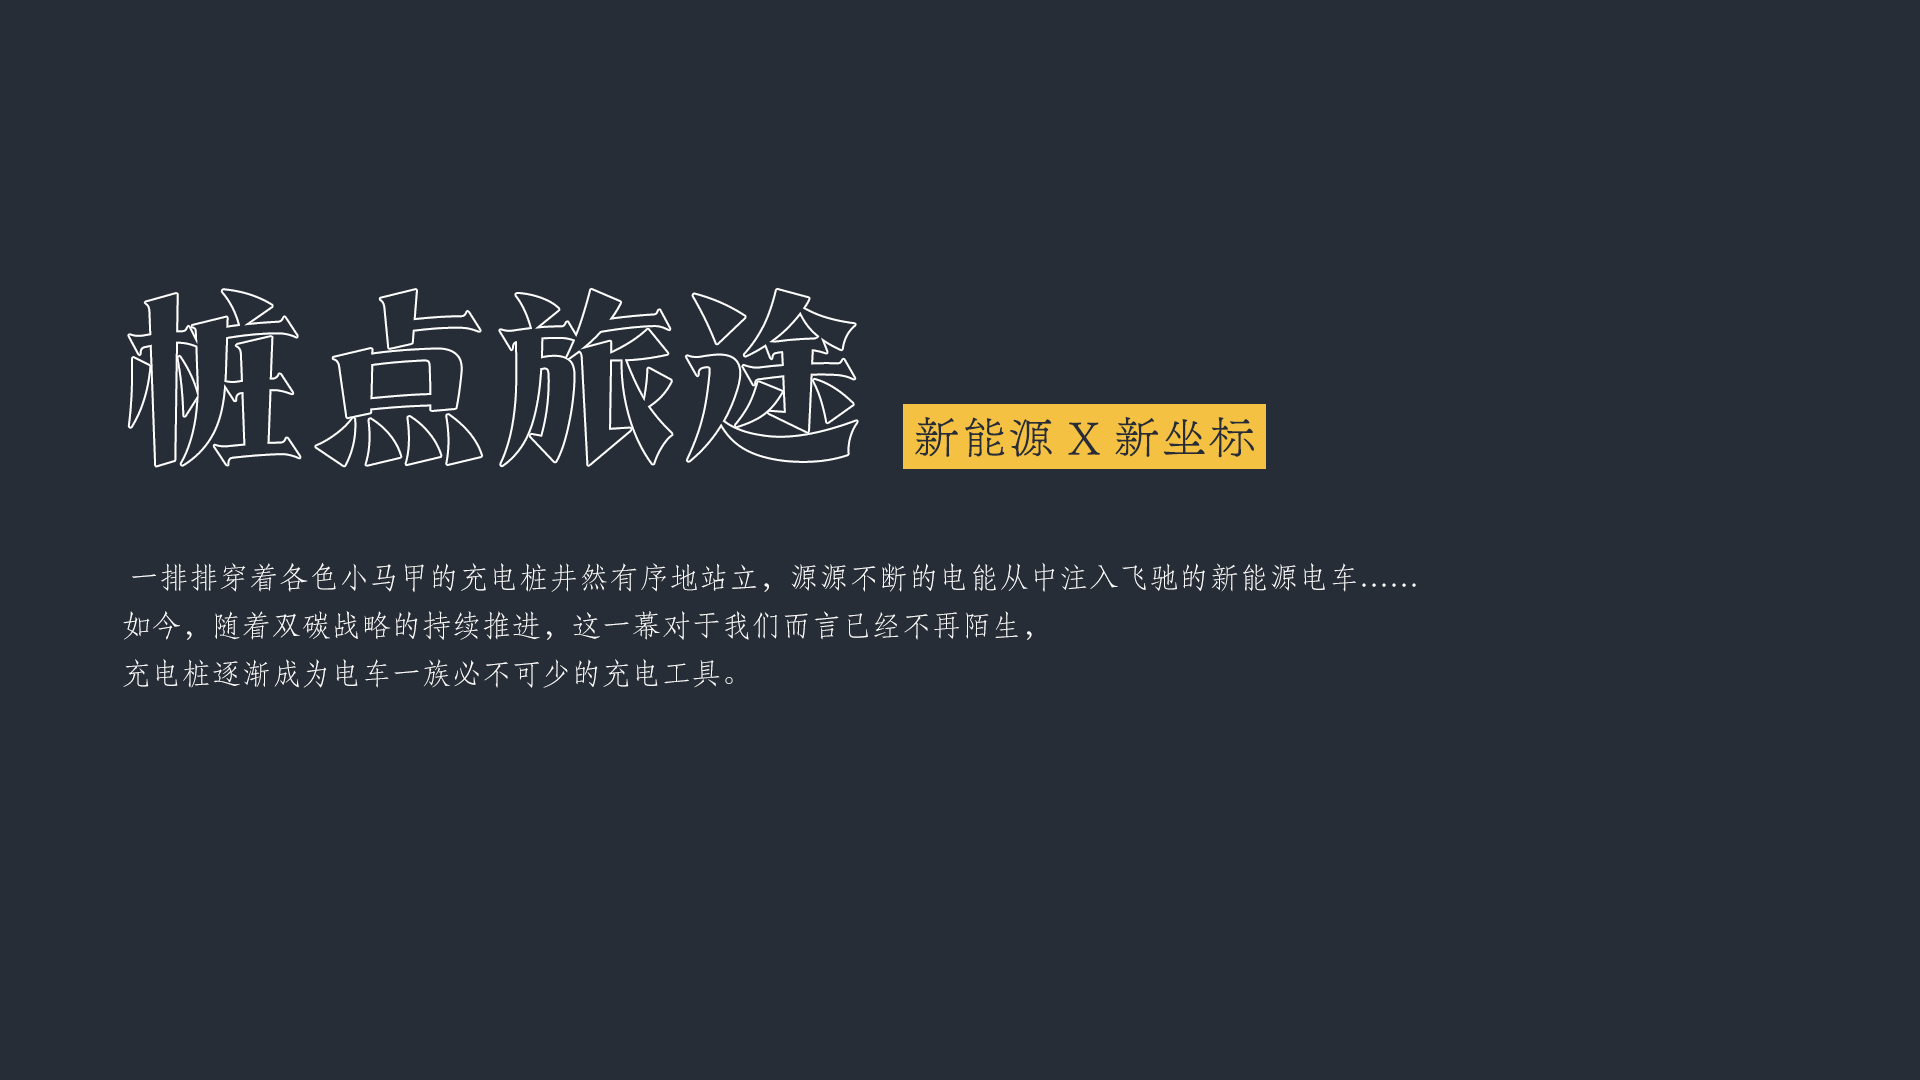 桩点旅途
新能源 X 新坐标
一排排穿着各色小马甲的充电桩井然有序地站立，源源不断的电能从中注入飞驰的新能源电车……
如今，随着双碳战略的持续推进，这一幕对于我们而言已经不再陌生，
充电桩逐渐成为电车一族必不可少的充电工具。